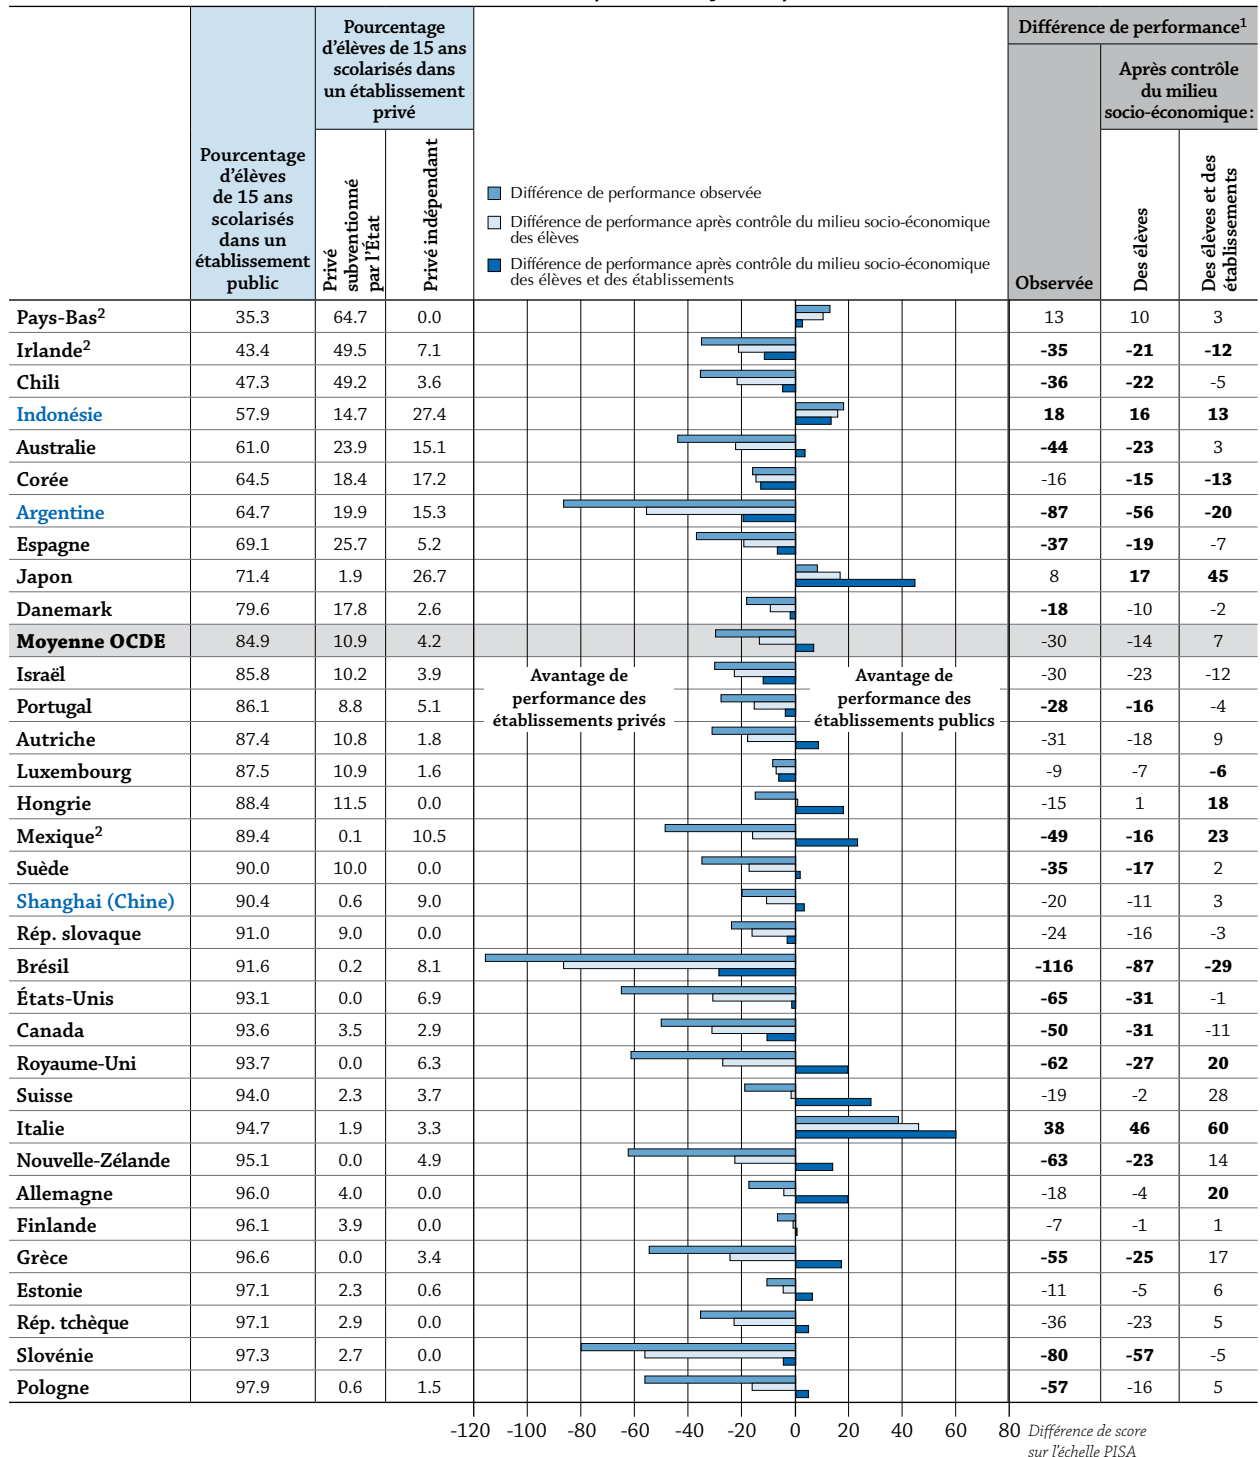 Pourcentage
d'élèves
de 15 ans
scolarisés
dans un
établissement
public
Pourcentage
d'élèves de 15 ans
scolarisés dans
un établissement
privé
Privé
subventionné
par l'État
Privé indépendant
Différence de performance observée
Différence de performance après contrôle du milieu socio-économique
des élèves
Différence de performance après contrôle du milieu socio-économique
des élèves et des établissements
Différence de performance¹
Observée
Après contrôle
du milieu
socio-économique :
Des élèves
Des élèves et des
établissements
Pays-Bas² 35.3 64.7 0.0 13 10 3
Irlande² 43.4 49.5 7.1 -35 -21 -12
Chili 47.3 49.2 3.6 -36 -22 -5
Indonésie 57.9 14.7 27.4 18 16 13
Australie 61.0 23.9 15.1 -44 -23 3
Corée 64.5 18.4 17.2 -16 -15 -13
Argentine 64.7 19.9 15.3 -87 -56 -20
Espagne 69.1 25.7 5.2 -37 -19 -7
Japon 71.4 1.9 26.7 8 17 45
Danemark 79.6 17.8 2.6 -18 -10 -2
Moyenne OCDE 84.9 10.9 4.2 -30 -14 7
Israël 85.8 10.2 3.9 -30 -23 -12
Portugal 86.1 8.8 5.1 -28 -16 -4
Autriche 87.4 10.8 1.8 -31 -18 9
Luxembourg 87.5 10.9 1.6 -9 -7 -6
Hongrie 88.4 11.5 0.0 -15 1 18
Mexique² 89.4 0.1 10.5 -49 -16 23
Suède 90.0 10.0 0.0 -35 -17 2
Shanghai (Chine) 90.4 0.6 9.0 -20 -11 3
Rép. slovaque 91.0 9.0 0.0 -24 -16 -3
Brésil 91.6 0.2 8.1 -116 -87 -29
États-Unis 93.1 0.0 6.9 -65 -31 -1
Canada 93.6 3.5 2.9 -50 -31 -11
Royaume-Uni 93.7 0.0 6.3 -62 -27 20
Suisse 94.0 2.3 3.7 -19 -2 28
Italie 94.7 1.9 3.3 38 46 60
Nouvelle-Zélande 95.1 0.0 4.9 -63 -23 14
Allemagne 96.0 4.0 0.0 -18 -4 20
Finlande 96.1 3.9 0.0 -7 -1 1
Grèce 96.6 0.0 3.4 -55 -25 17
Estonie 97.1 2.3 0.6 -11 -5 6
Rép. tchèque 97.1 2.9 0.0 -36 -23 5
Slovénie 97.3 2.7 0.0 -80 -57 -5
Pologne 97.9 0.6 1.5 -57 -16 5
Avantage de
performance des
établissements privés
Avantage de
performance des
établissements publics
-120 -100 -80 -60 -40 -20 0 20 40 60 80
Différence de score
sur l'échelle PISA